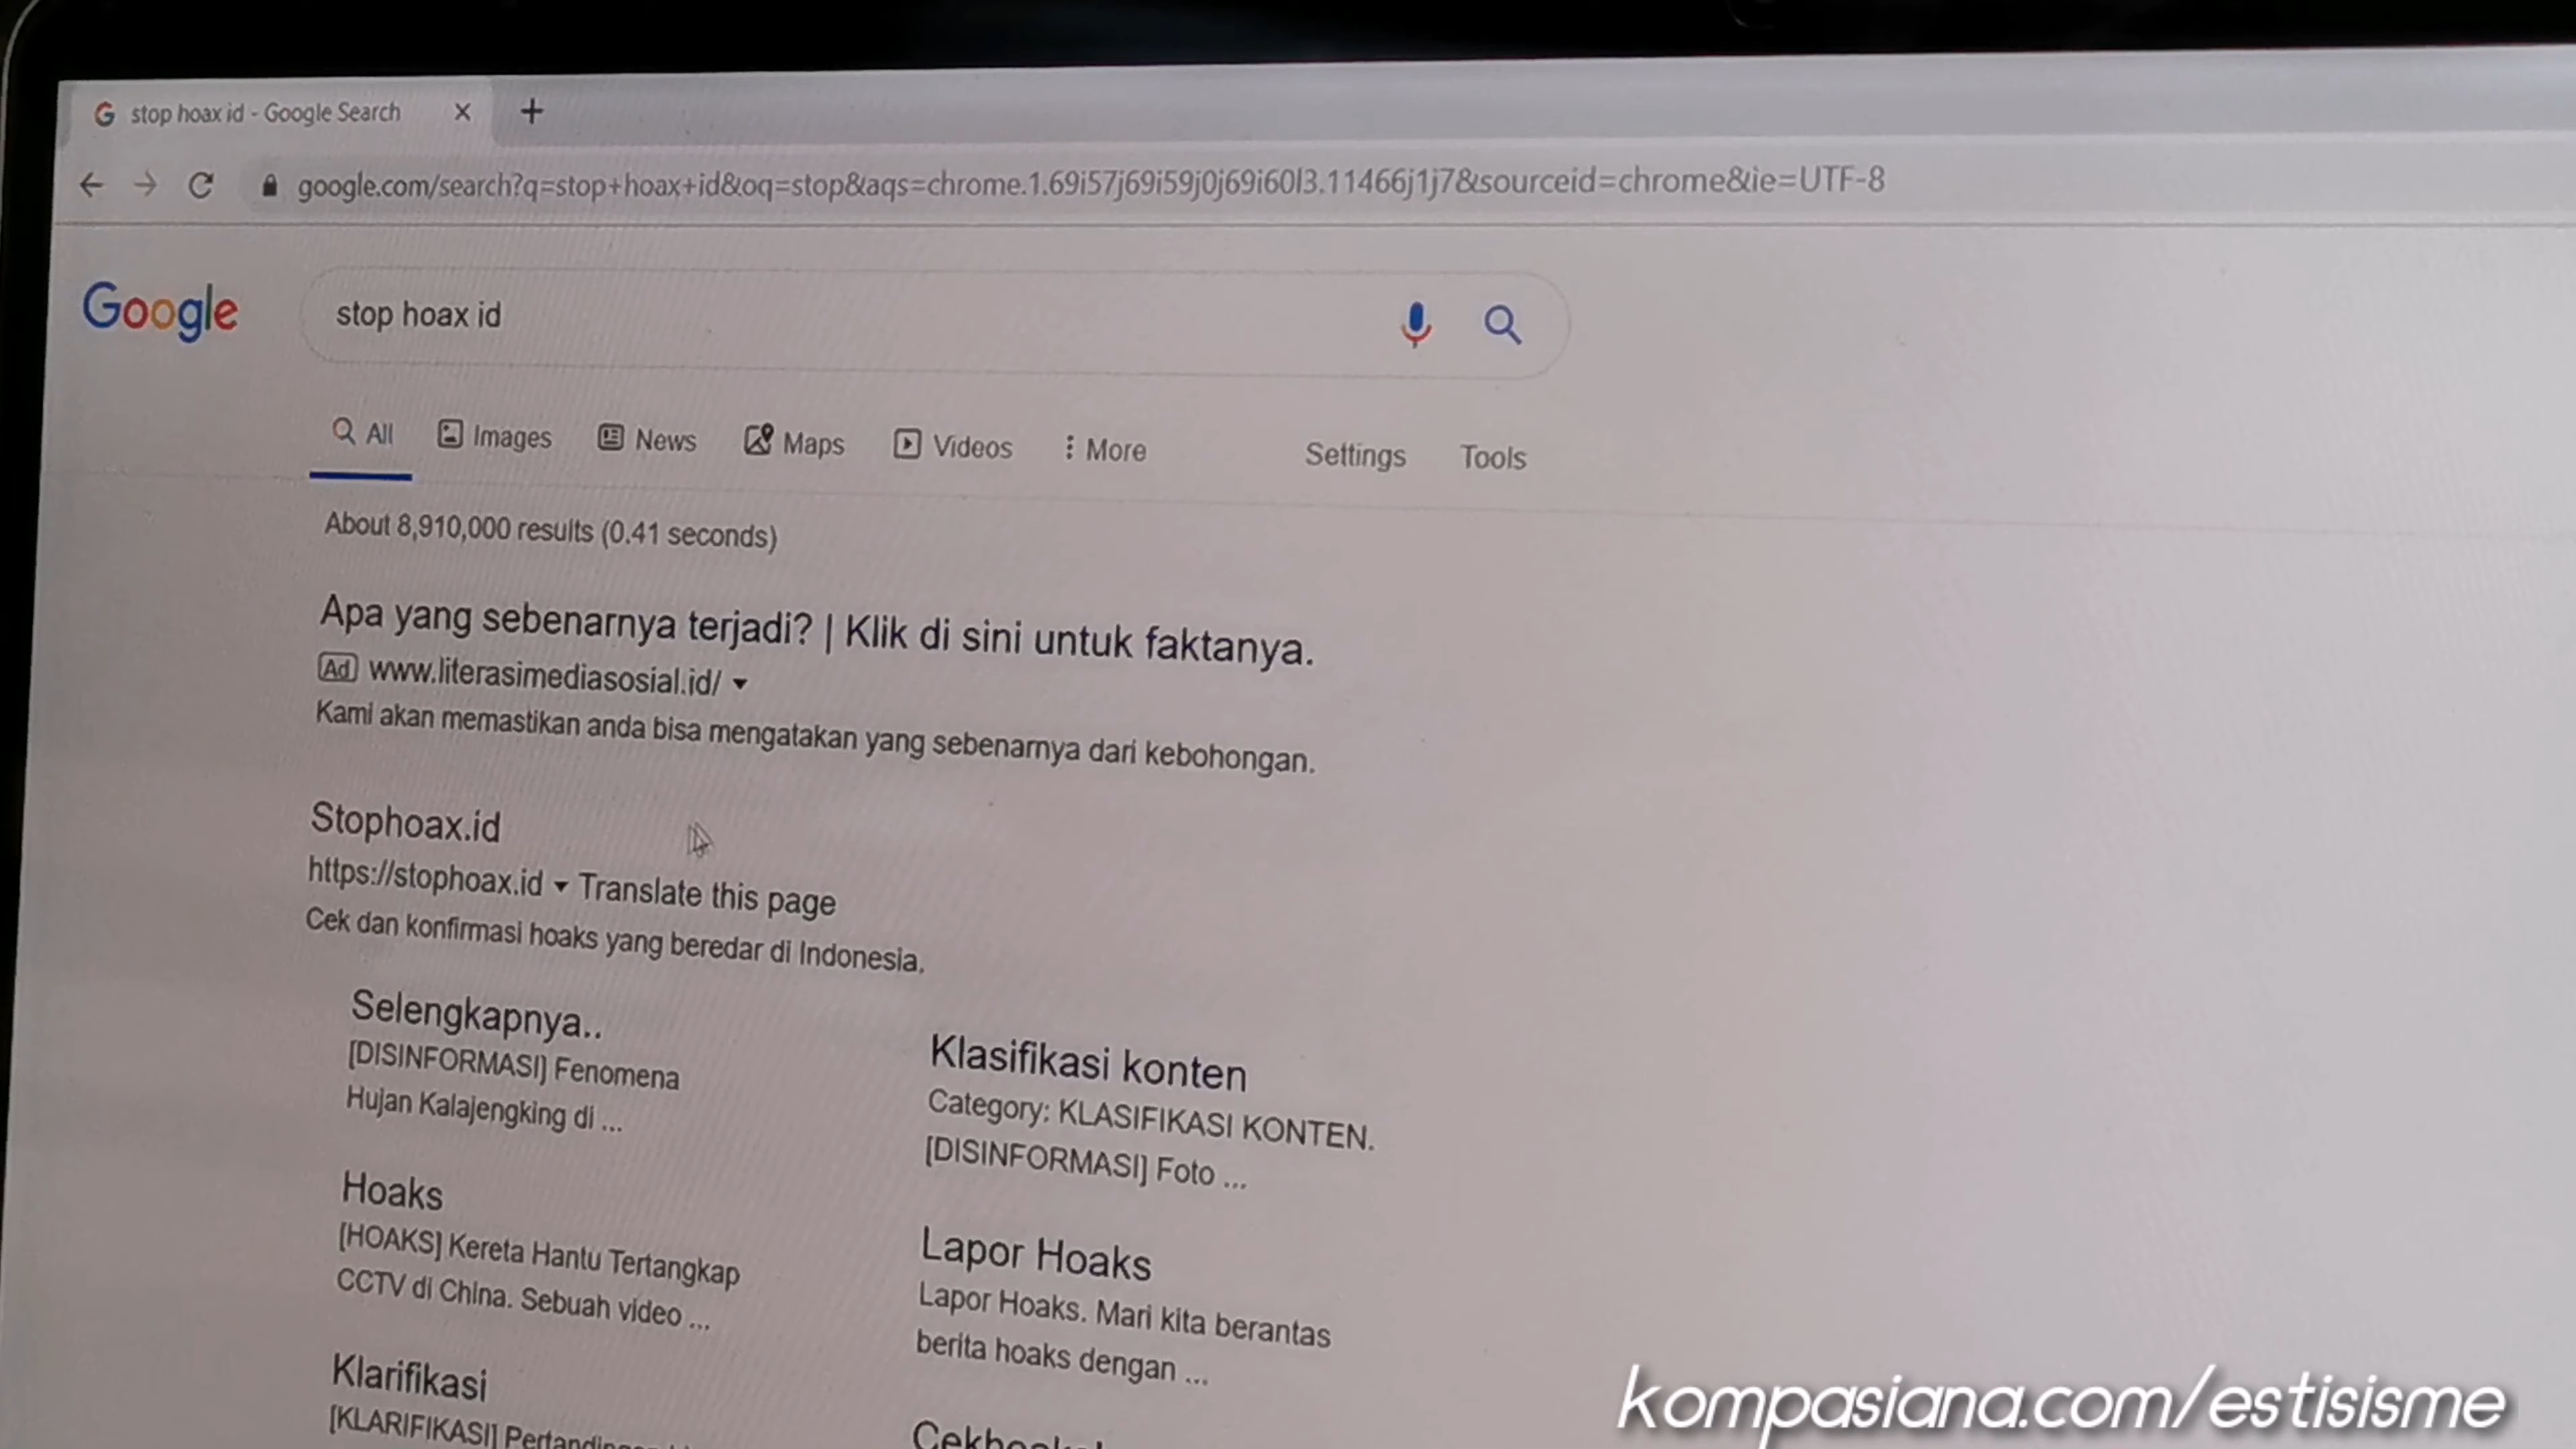 stop hoax id - Google Search
google.com/search?q=stop+hoax+id&oq=stop&aqs=chrome.1.69i57j69i59j0j69i60l3.11466j1j7&sourceid=chrome&ie=UTF-8
Google
stop hoax id
All Images News Maps Videos More Settings Tools
About 8,910,000 results (0.41 seconds)
Apa yang sebenarnya terjadi? | Klik di sini untuk faktanya.
Ad www.literasimediasosial.id/
Kami akan memastikan anda bisa mengatakan yang sebenarnya dari kebohongan.
Stophoax.id
https://stophoax.id Translate this page
Cek dan konfirmasi hoaks yang beredar di Indonesia.
Selengkapnya..
[DISINFORMASI] Fenomena
Hujan Kalajengking di ...
Klasifikasi konten
Category: KLASIFIKASI KONTEN.
[DISINFORMASI] Foto ...
Hoaks
[HOAKS] Kereta Hantu Tertangkap
CCTV di China. Sebuah video ...
Lapor Hoaks
Lapor Hoaks. Mari kita berantas
berita hoaks dengan ...
Klarifikasi
[KLARIFIKASI]
kompasiana.com/estisisme